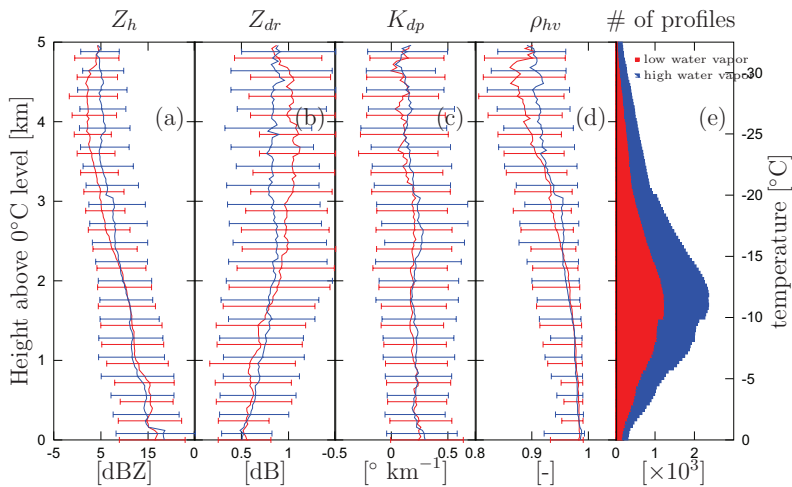 Z_h Z_dr K_dp ρ_hv # of profiles
5 4 3 2 1 0
Height above 0°C level [km]
(a) (b) (c) (d) (e)
low water vapor
high water vapor
-30 -25 -20 -15 -10 -5 0
temperature [°C]
5 15 25 0.5 1 -0.5 0 0.5 0.8 0.9 1 0 1 2 3
[dBZ] [dB] [° km⁻¹] [-] [×10³]